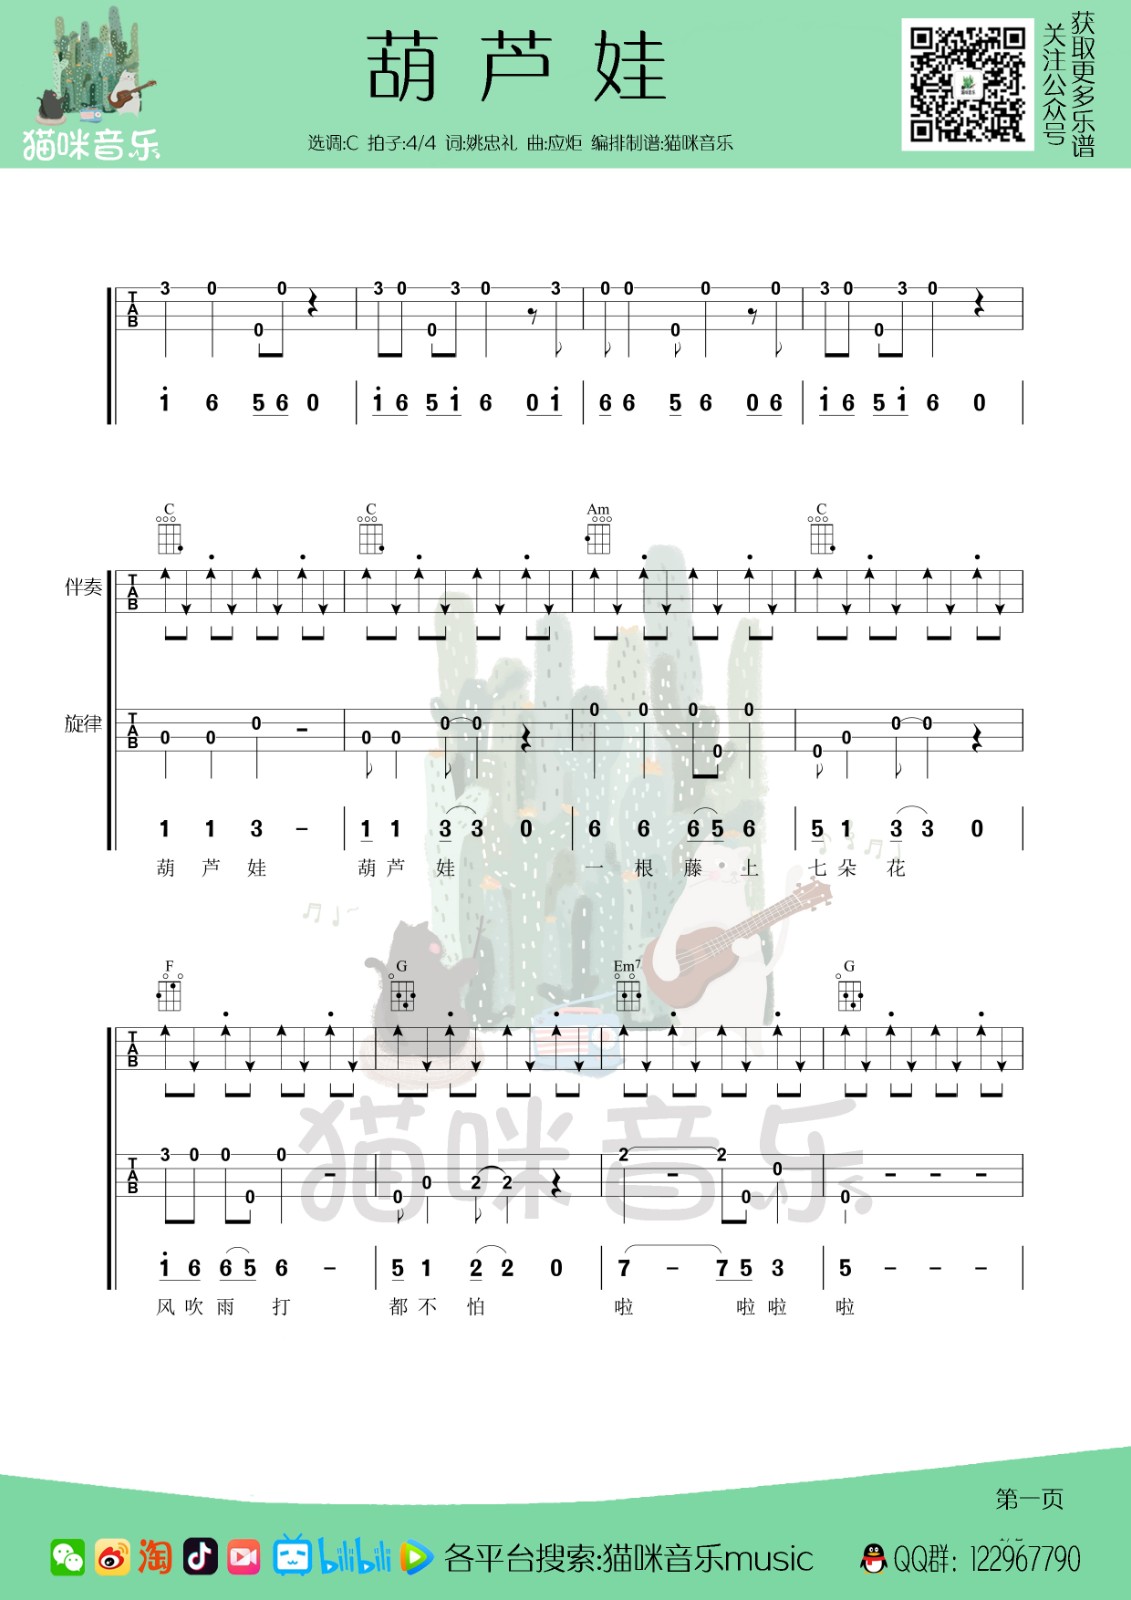 猫咪音乐
葫芦娃
选调:C 拍子:4/4 词:姚忠礼 曲:应炬 编排制谱:猫咪音乐
获取更多乐谱
关注公众号
3 0 0 0 3 0 0 3 0 3 0 0 0 0 0 3 0 0 3 0
T
A
B
1 6 5 6 0 1 6 5 1 6 0 1 6 6 5 6 0 6 1 6 5 1 6 0
C C Am C
伴奏
T
A
B
旋律
T
A
B
0 0 0 – 0 0 0 0 0 0 0 0 0 0 0 0 0
1 1 3 – 1 1 3 3 0 6 6 6 5 6 5 1 3 3 0
葫 芦 娃 葫 芦 娃 一 根 藤 上 七 朵 花
F G Em7 G
T
A
B
T
A
B
3 0 0 0 0 – 0 0 2 2 2 – 2 0 0 0 – – –
1 6 6 5 6 – 5 1 2 2 0 7 – 7 5 3 5 – – –
风 吹 雨 打 都 不 怕 啦 啦 啦 啦
猫咪音乐
第一页
淘 bilibili 各平台搜索:猫咪音乐music QQ群：122967790